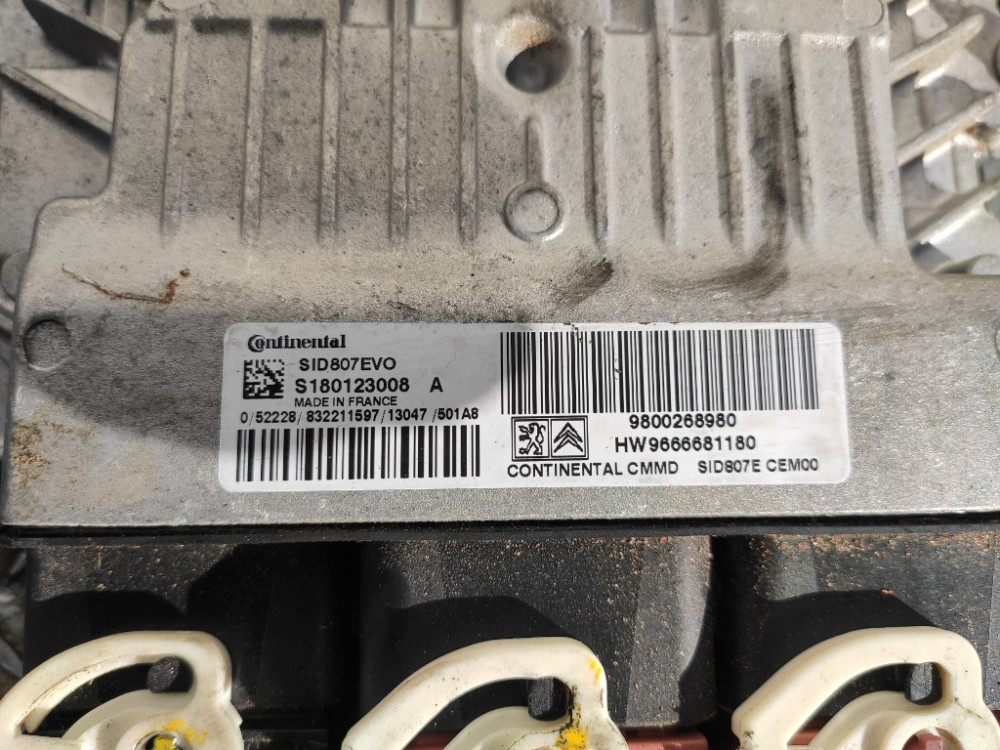 Continental
SID807EVO
S180123008 A
MADE IN FRANCE
0/52228/832211597/13047/501A8
9800268980
HW9666681180
CONTINENTAL CMMD SID807E CEM00